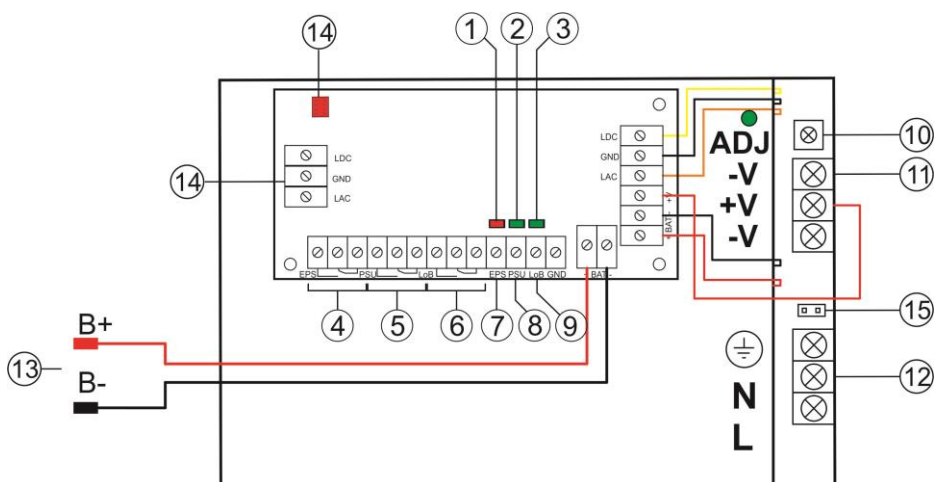 1 2 3
14
LDC
GND
LAC
14
LDC
GND
LAC
+V
- BAT -
ADJ
-V
+V
-V
10
11
EPS PSU LoB EPS PSU LoB GND + BAT -
4 5 6 7 8 9
15
B+
13
B-
12
N
L